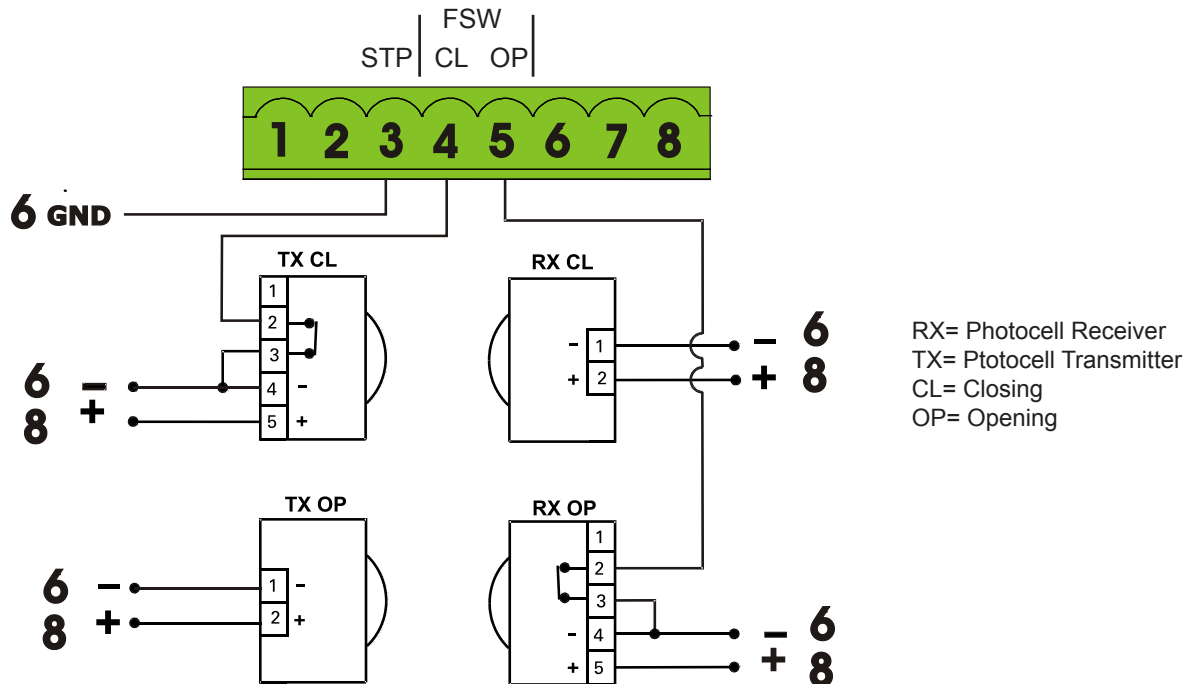 FSW
STP CL OP
1 2 3 4 5 6 7 8
6 GND
TX CL
1
2
3
4 -
5 +
6 -
8 +
RX CL
- 1
+ 2
- 6
+ 8
RX= Photocell Receiver
TX= Ptotocell Transmitter
CL= Closing
OP= Opening
TX OP
1 -
2 +
6 -
8 +
RX OP
1
2
3
- 4
+ 5
- 6
+ 8